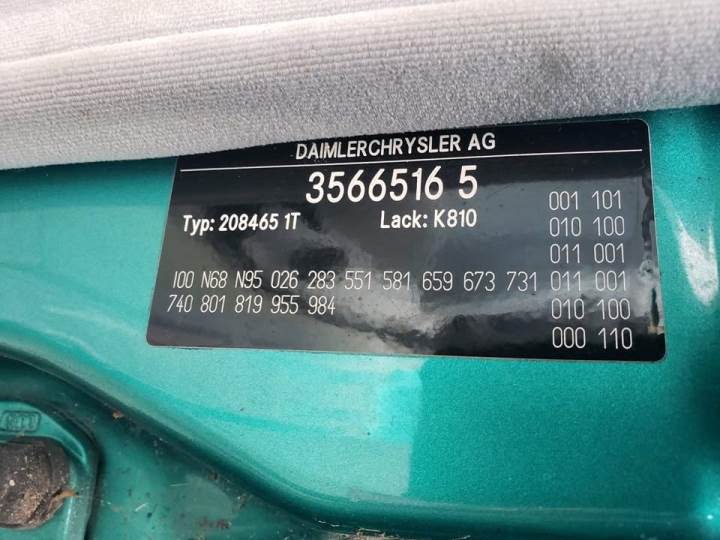 DAIMLERCHRYSLER AG
3566516 5
Typ: 208465 1T Lack: K810
001 101
010 100
011 001
I00 N68 N95 026 283 551 581 659 673 731 011 001
740 801 819 955 984 010 100
000 110